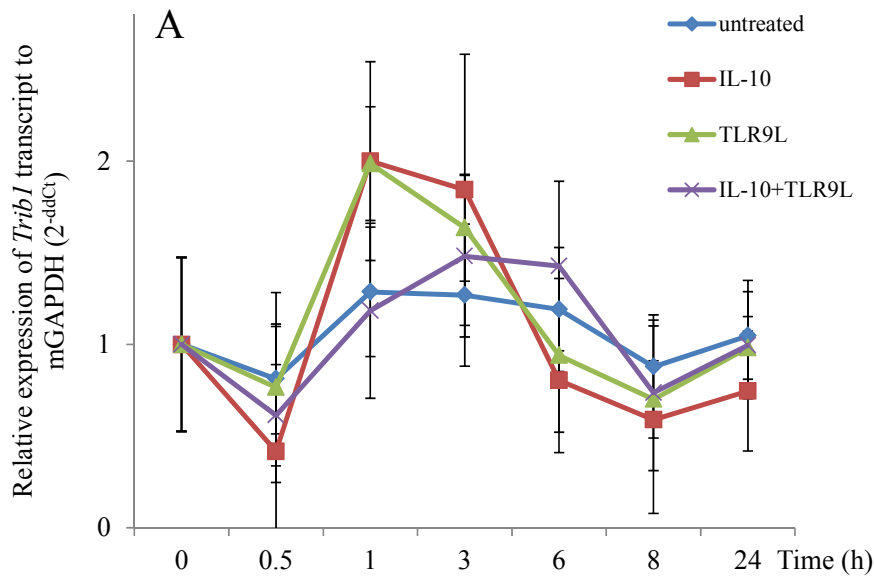 A
untreated
IL-10
TLR9L
IL-10+TLR9L
Relative expression of Trib1 transcript to
mGAPDH (2^-ddCt)
2
1
0
0 0.5 1 3 6 8 24 Time (h)